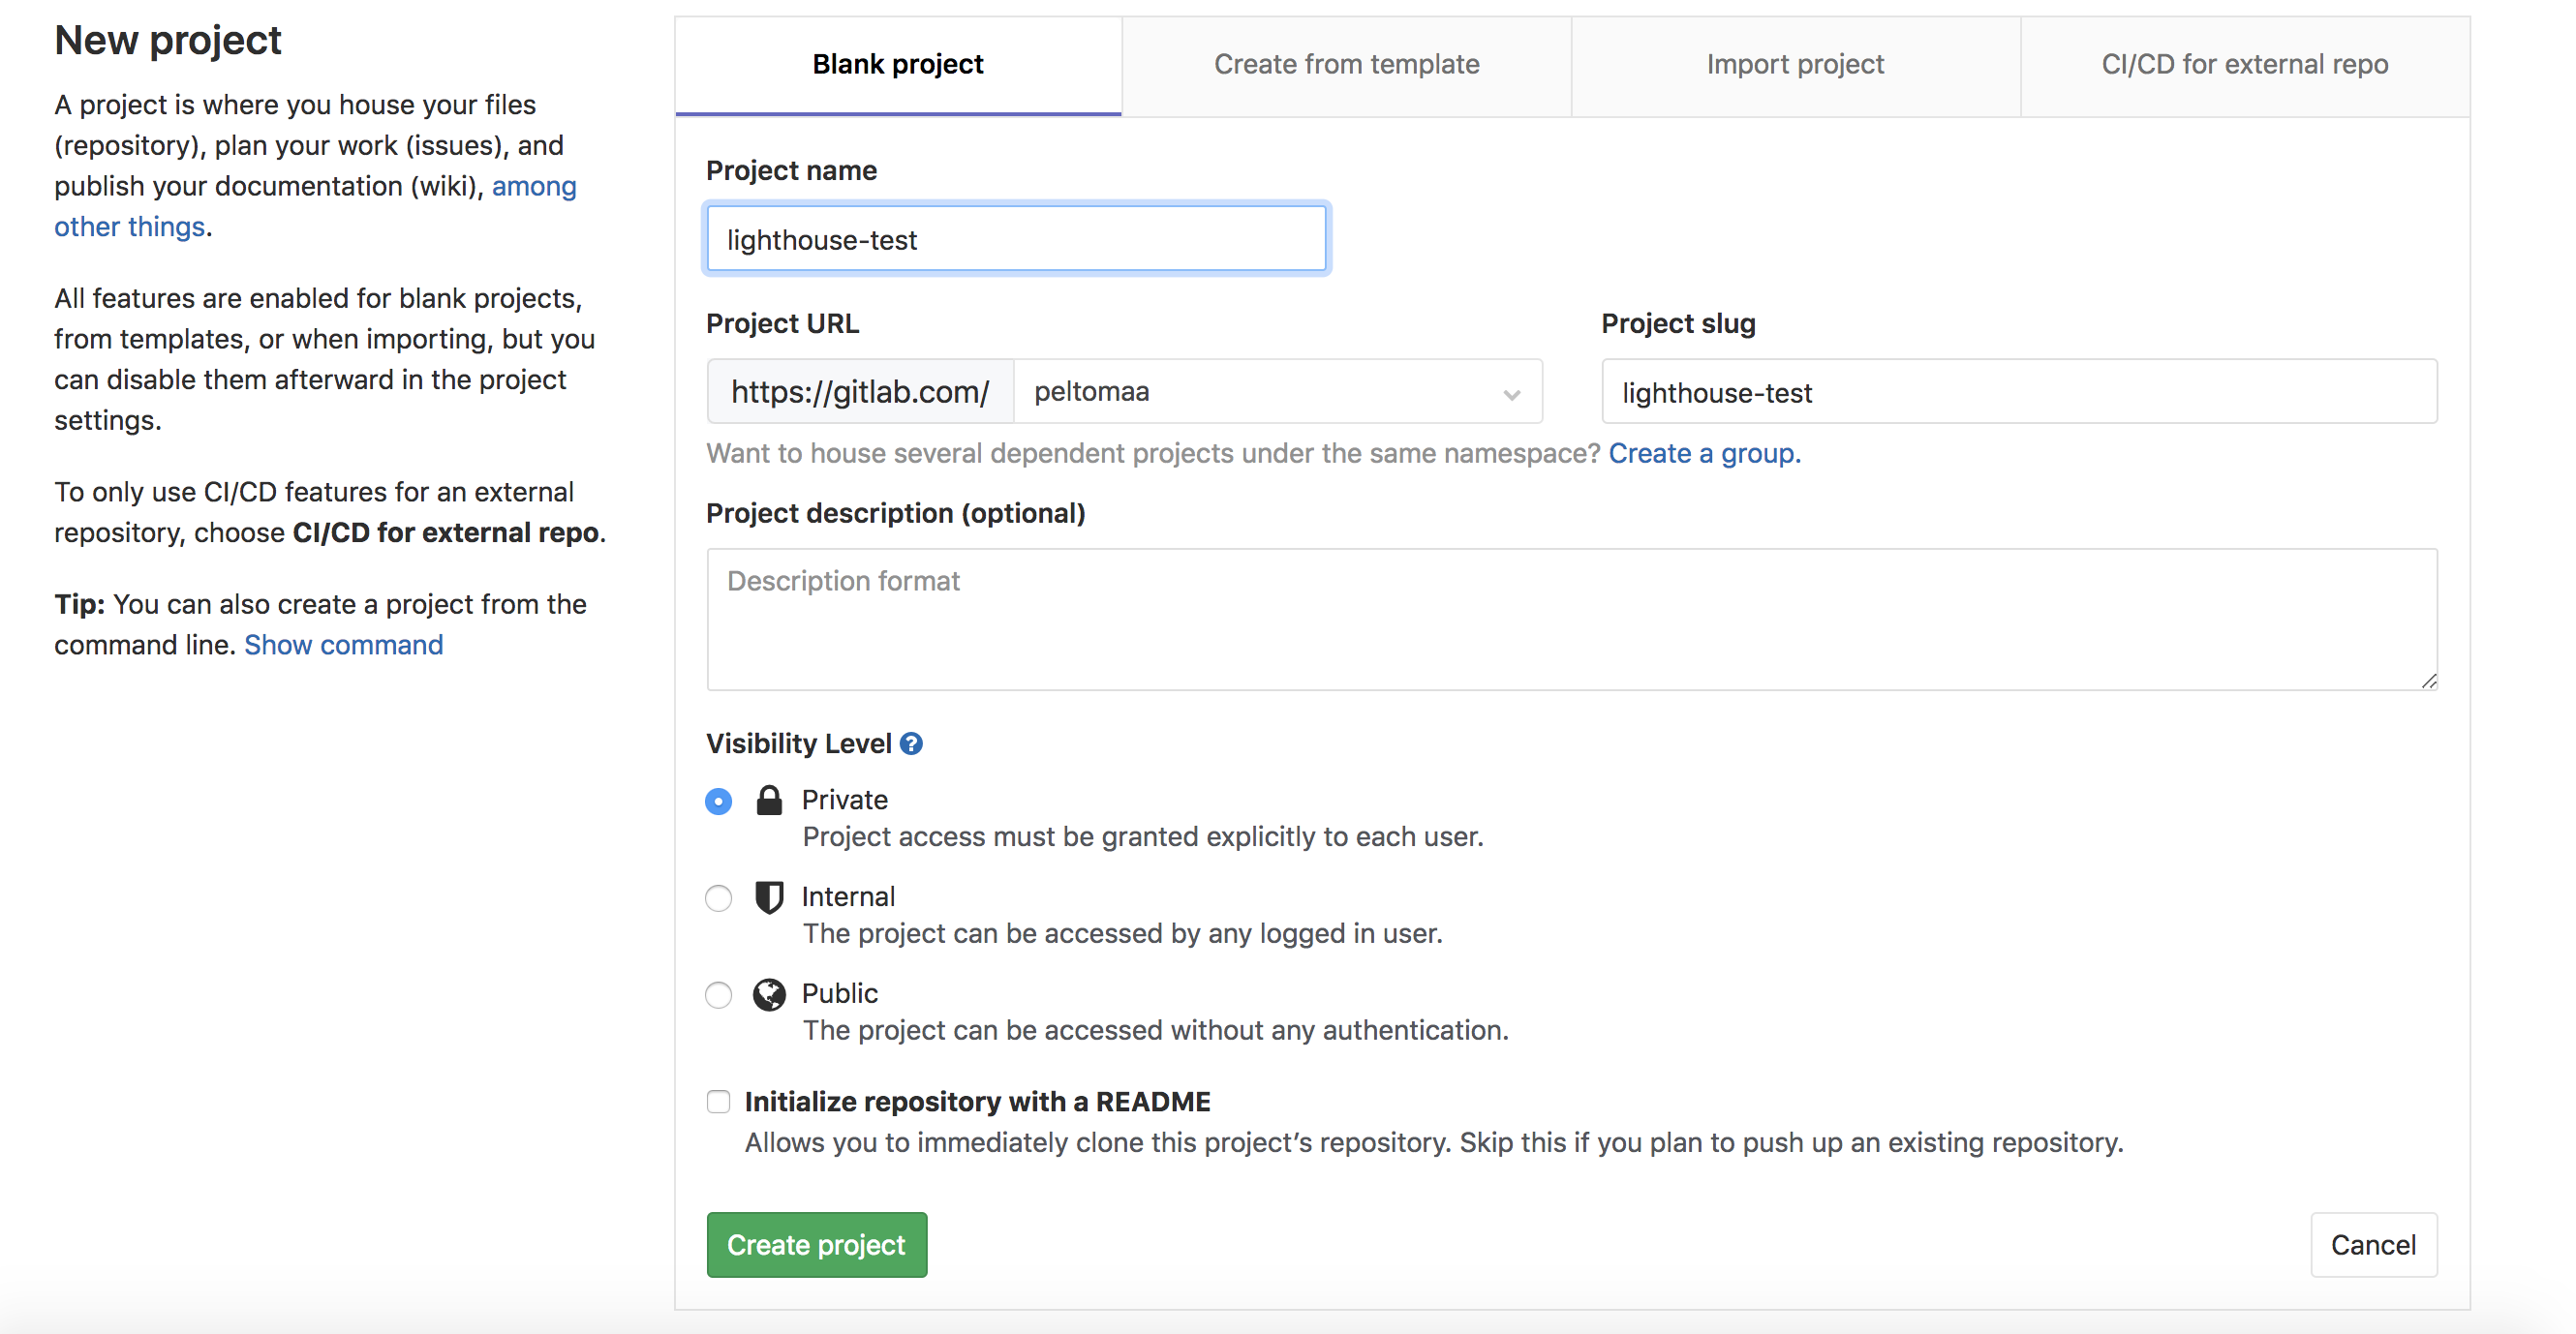 New project
A project is where you house your files
(repository), plan your work (issues), and
publish your documentation (wiki), among
other things.
All features are enabled for blank projects,
from templates, or when importing, but you
can disable them afterward in the project
settings.
To only use CI/CD features for an external
repository, choose CI/CD for external repo.
Tip: You can also create a project from the
command line. Show command
Blank project
Create from template
Import project
CI/CD for external repo
Project name
lighthouse-test
Project URL
https://gitlab.com/
peltomaa
Project slug
lighthouse-test
Want to house several dependent projects under the same namespace? Create a group.
Project description (optional)
Description format
Visibility Level ?
Private
Project access must be granted explicitly to each user.
Internal
The project can be accessed by any logged in user.
Public
The project can be accessed without any authentication.
Initialize repository with a README
Allows you to immediately clone this project’s repository. Skip this if you plan to push up an existing repository.
Create project
Cancel